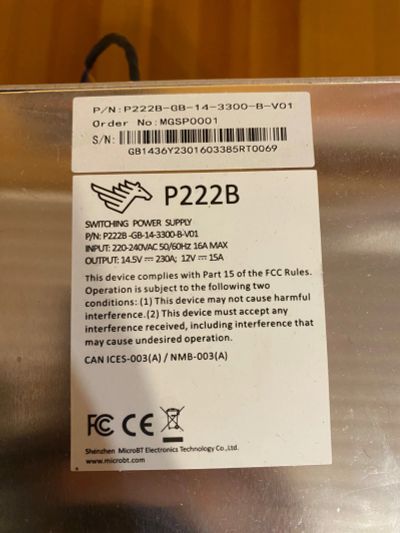 P/N:P222B-GB-14-3300-B-V01
Order No:MGSP0001
S/N:
GB1436Y2301603385RT0069
P222B
SWITCHING POWER SUPPLY
P/N: P222B -GB-14-3300-B-V01
INPUT: 220-240VAC 50/60Hz 16A MAX
OUTPUT: 14.5V ⎓ 230A; 12V ⎓ 15A
This device complies with Part 15 of the FCC Rules.
Operation is subject to the following two
conditions: (1) This device may not cause harmful
interference.(2) This device must accept any
interference received, including interference that
may cause undesired operation.
CAN ICES-003(A) / NMB-003(A)
FC CE
Shenzhen MicroBT Electronics Technology Co.,Ltd.
www.microbt.com